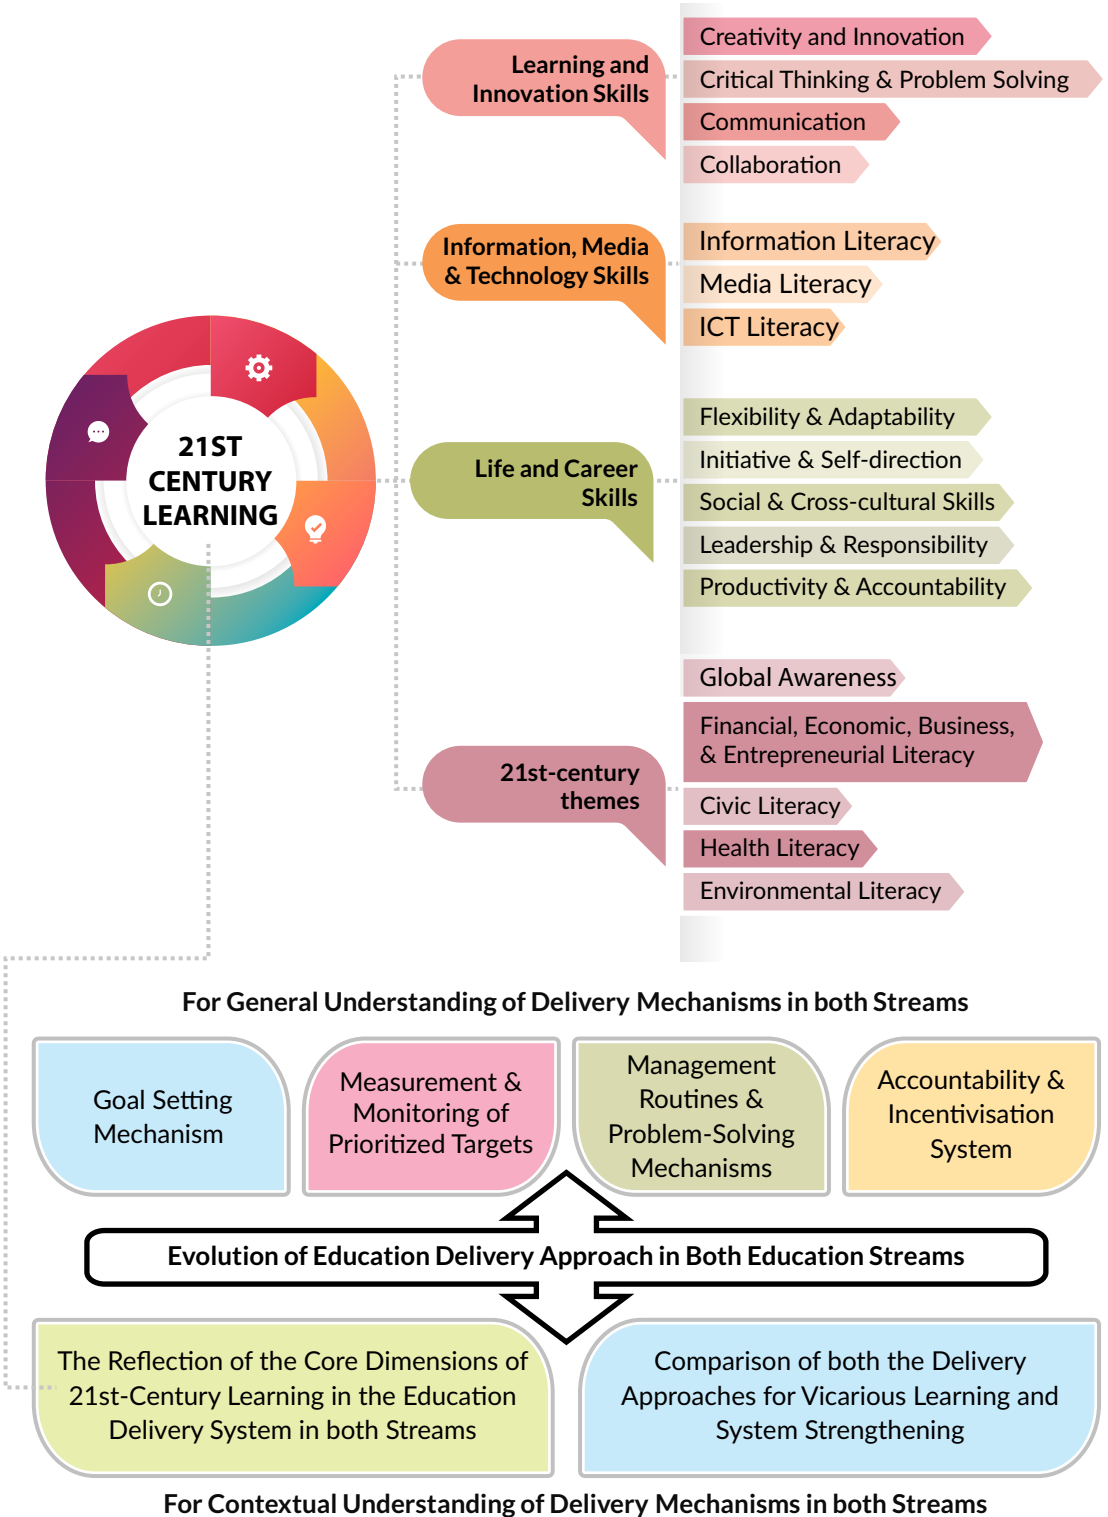 Learning and
Innovation Skills
Creativity and Innovation
Critical Thinking & Problem Solving
Communication
Collaboration
Information, Media
& Technology Skills
Information Literacy
Media Literacy
ICT Literacy
21ST
CENTURY
LEARNING
Life and Career
Skills
Flexibility & Adaptability
Initiative & Self-direction
Social & Cross-cultural Skills
Leadership & Responsibility
Productivity & Accountability
21st-century
themes
Global Awareness
Financial, Economic, Business,
& Entrepreneurial Literacy
Civic Literacy
Health Literacy
Environmental Literacy
For General Understanding of Delivery Mechanisms in both Streams
Goal Setting
Mechanism
Measurement &
Monitoring of
Prioritized Targets
Management
Routines &
Problem-Solving
Mechanisms
Accountability &
Incentivisation
System
Evolution of Education Delivery Approach in Both Education Streams
The Reflection of the Core Dimensions of
21st-Century Learning in the Education
Delivery System in both Streams
Comparison of both the Delivery
Approaches for Vicarious Learning and
System Strengthening
For Contextual Understanding of Delivery Mechanisms in both Streams